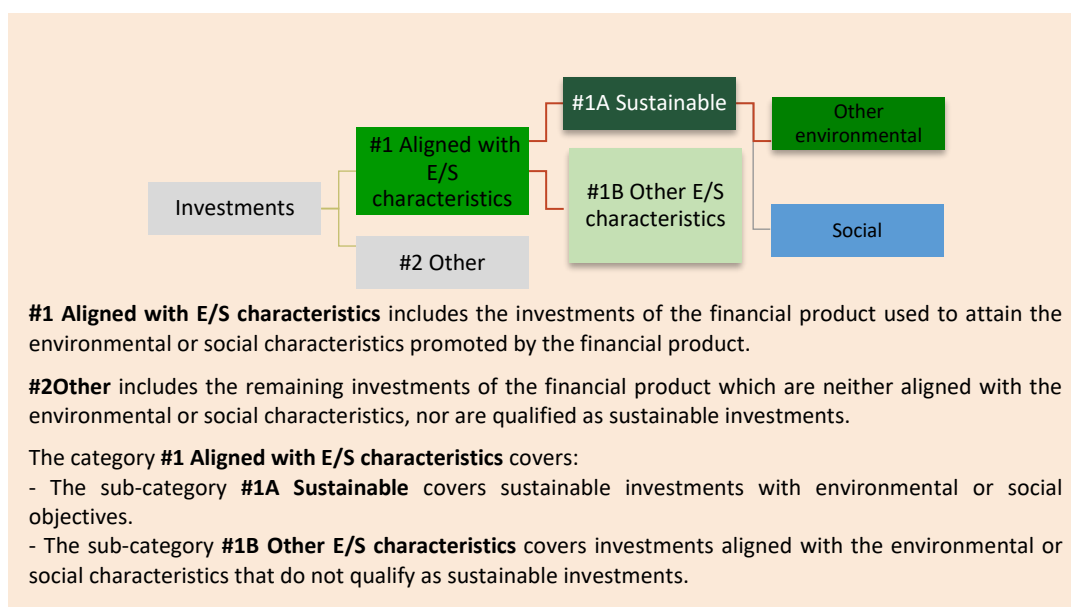 #1A Sustainable
Other
environmental
#1 Aligned with
E/S
characteristics
#1B Other E/S
characteristics
Investments
Social
#2 Other
#1 Aligned with E/S characteristics includes the investments of the financial product used to attain the
environmental or social characteristics promoted by the financial product.
#2Other includes the remaining investments of the financial product which are neither aligned with the
environmental or social characteristics, nor are qualified as sustainable investments.
The category #1 Aligned with E/S characteristics covers:
- The sub-category #1A Sustainable covers sustainable investments with environmental or social
objectives.
- The sub-category #1B Other E/S characteristics covers investments aligned with the environmental or
social characteristics that do not qualify as sustainable investments.